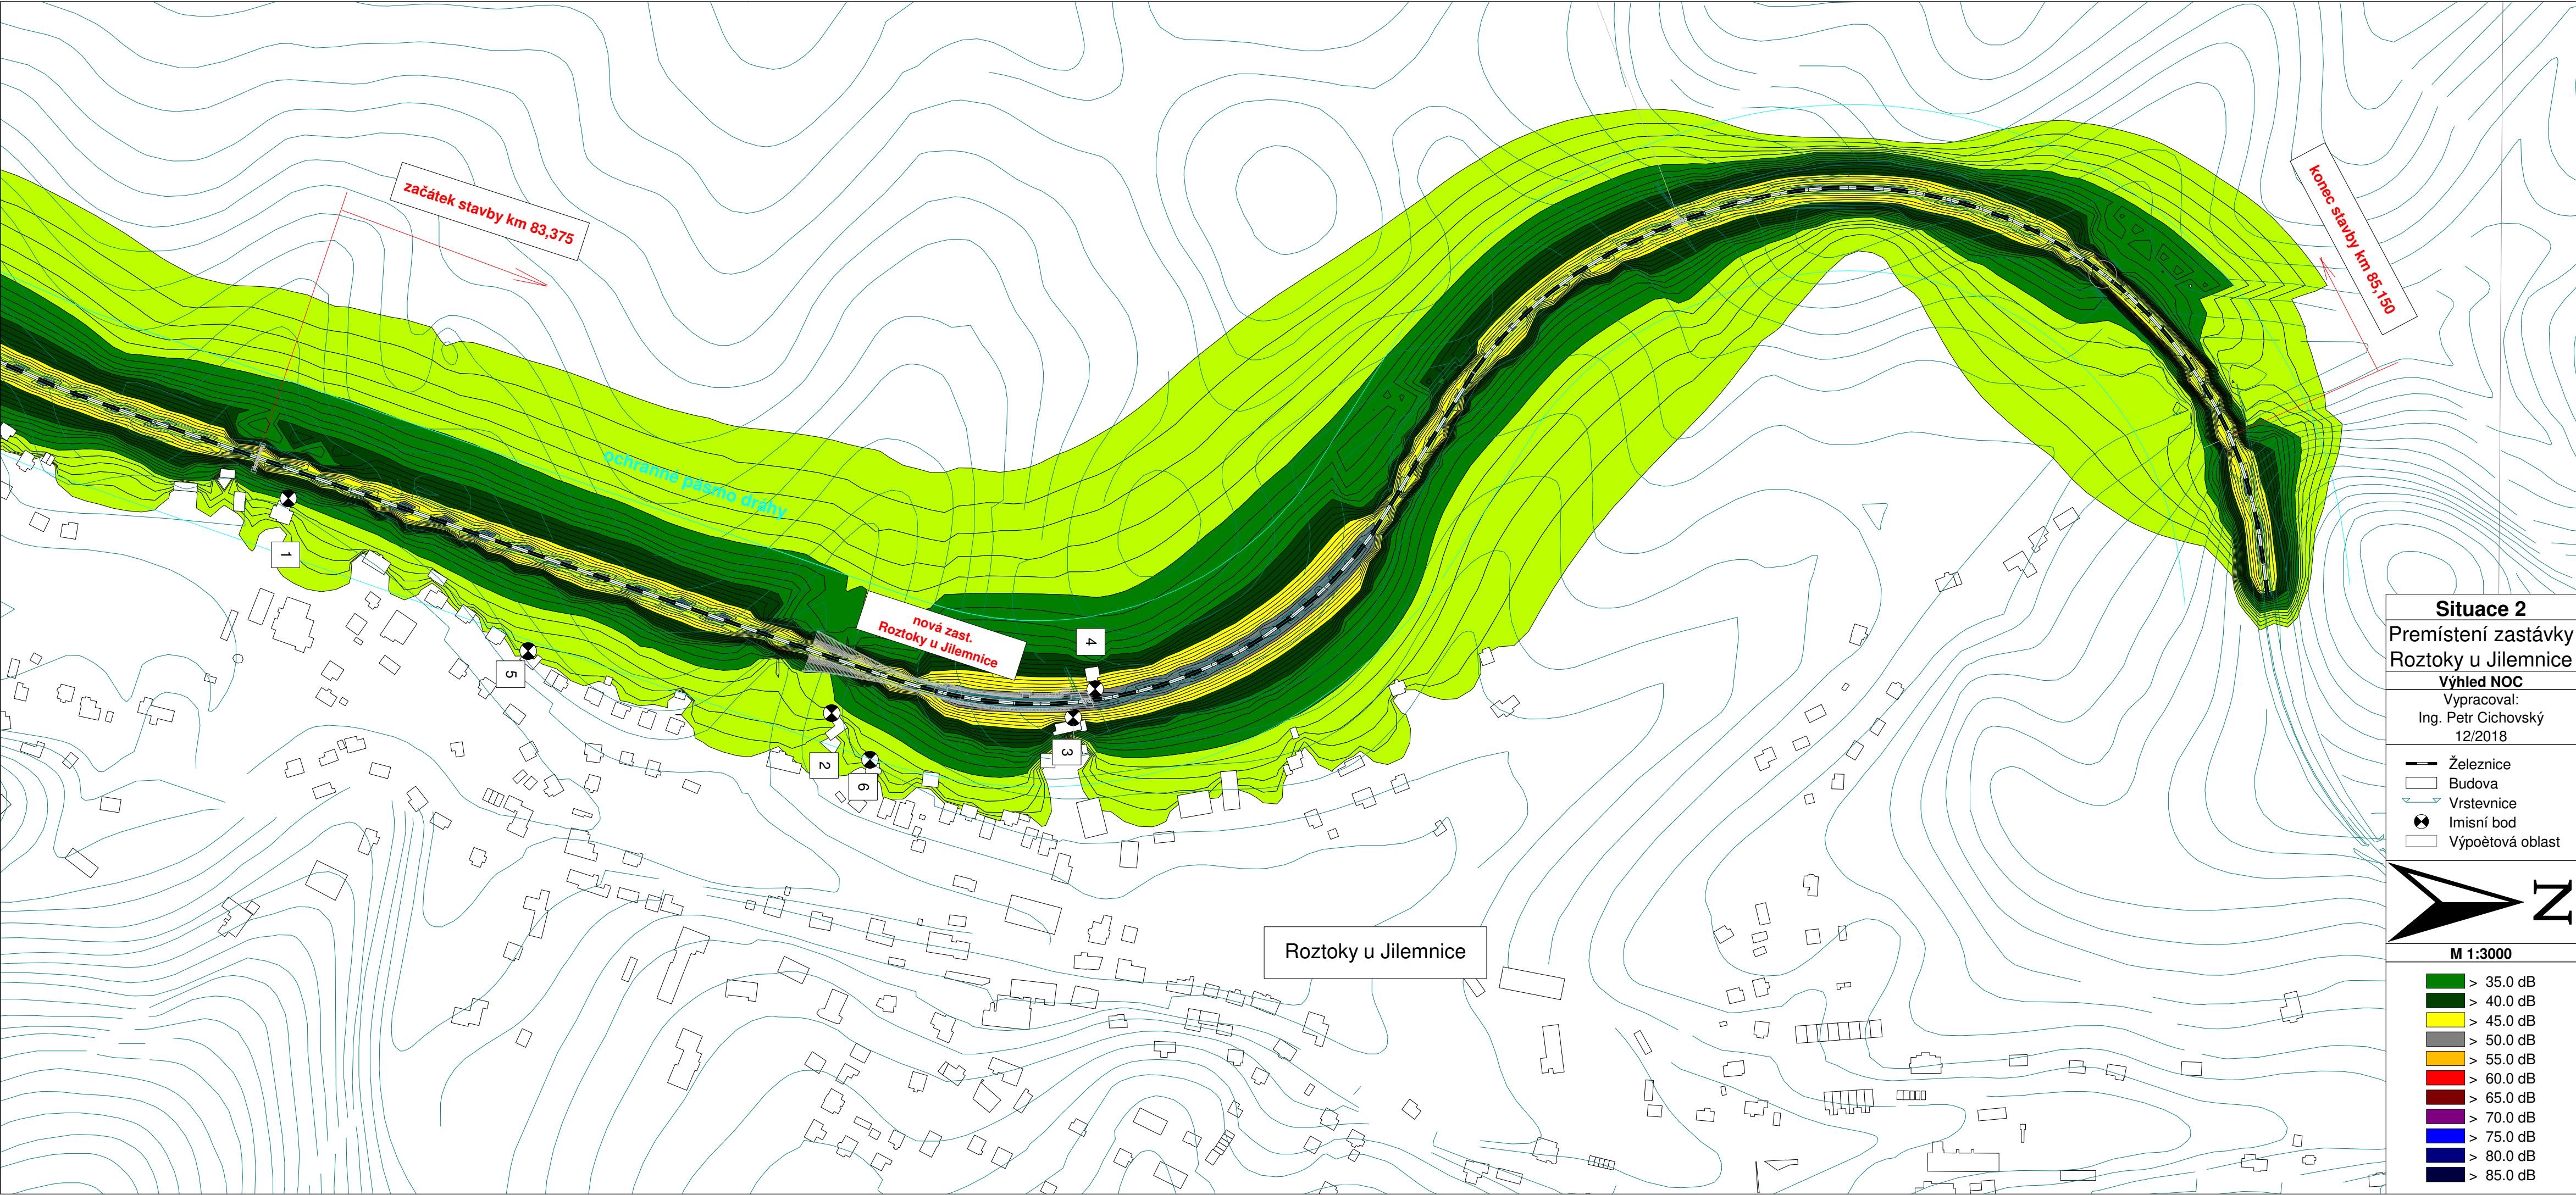 začátek stavby km 83,375
konec stavby km 85,150
ochranné pásmo dráhy
nová zast.
Roztoky u Jilemnice
1
5
2
6
3
4
Roztoky u Jilemnice
Situace 2
Premístení zastávky
Roztoky u Jilemnice
Výhled NOC
Vypracoval:
Ing. Petr Cichovský
12/2018
Železnice
Budova
Vrstevnice
Imisní bod
Výpoètová oblast
N
M 1:3000
> 35.0 dB
> 40.0 dB
> 45.0 dB
> 50.0 dB
> 55.0 dB
> 60.0 dB
> 65.0 dB
> 70.0 dB
> 75.0 dB
> 80.0 dB
> 85.0 dB